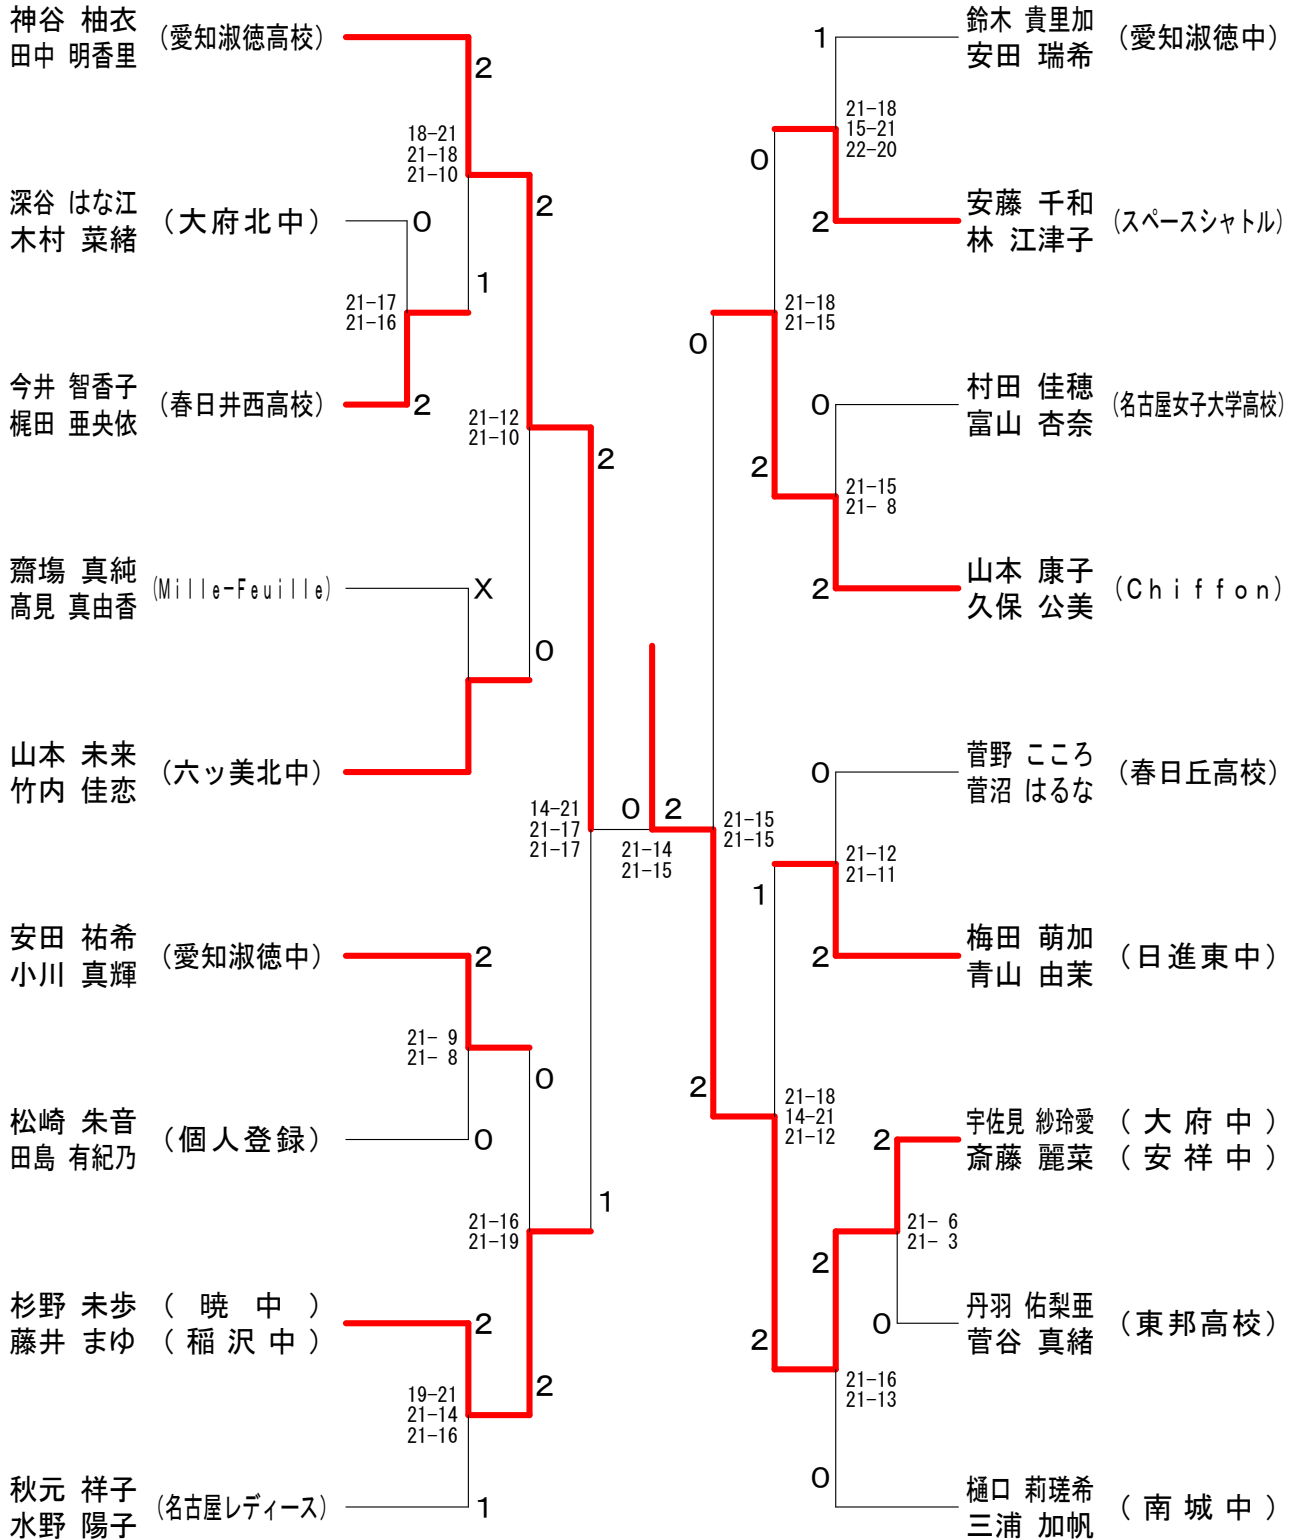 神谷 柚衣
田中 明香里
(愛知淑徳高校)
2
18-21
21-18
21-10
深谷 はな江
木村 菜緒
(大府北中)
0
2
1
21-17
21-16
今井 智香子
梶田 亜央依
(春日井西高校)
2
21-12
21-10
2
齋塲 真純
髙見 真由香
(Mille-Feuille)
X
0
山本 未来
竹内 佳恋
(六ッ美北中)
14-21
21-17
21-17
0
2
21-14
21-15
安田 祐希
小川 真輝
(愛知淑徳中)
2
21- 9
21- 8
0
松崎 朱音
田島 有紀乃
(個人登録)
0
1
21-16
21-19
杉野 未歩
藤井 まゆ
(暁中)
(稲沢中)
2
2
19-21
21-14
21-16
秋元 祥子
水野 陽子
(名古屋レディース)
1
1
鈴木 貴里加
安田 瑞希
(愛知淑徳中)
21-18
15-21
22-20
0
2
安藤 千和
林 江津子
(スペースシャトル)
21-18
21-15
0
0
村田 佳穂
富山 杏奈
(名古屋女子大学高校)
2
21-15
21- 8
2
山本 康子
久保 公美
(Chiffon)
0
菅野 こころ
菅沼 はるな
(春日丘高校)
21-15
21-15
21-12
21-11
1
2
梅田 萌加
青山 由茉
(日進東中)
2
21-18
14-21
21-12
2
宇佐見 紗玲愛
斎藤 麗菜
(大府中)
(安祥中)
21- 6
21- 3
2
0
丹羽 佑梨亜
菅谷 真緒
(東邦高校)
2
21-16
21-13
0
樋口 莉瑳希
三浦 加帆
(南城中)